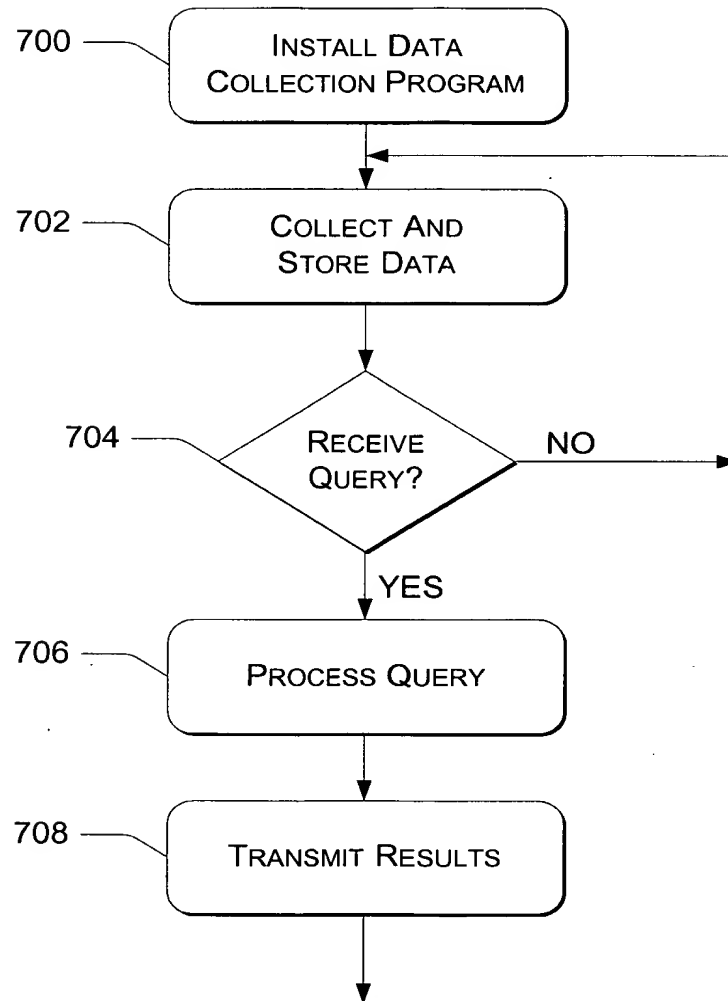 700
INSTALL DATA
COLLECTION PROGRAM
702
COLLECT AND
STORE DATA
704
RECEIVE
QUERY?
NO
YES
706
PROCESS QUERY
708
TRANSMIT RESULTS